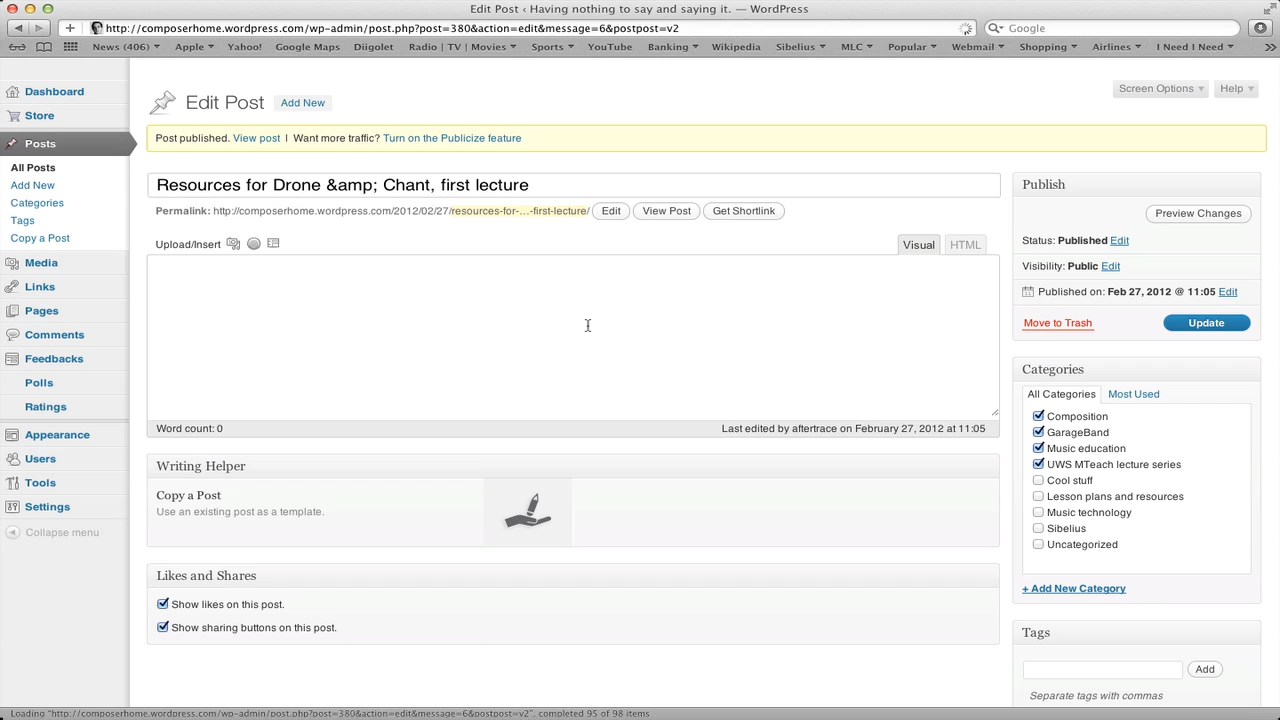 Edit Post ‹ Having nothing to say and saying it. — WordPress
http://composerhome.wordpress.com/wp-admin/post.php?post=380&action=edit&message=6&postpost=v2
Google
News (406) Apple Yahoo! Google Maps Diigolet Radio | TV | Movies Sports YouTube Banking Wikipedia Sibelius MLC Popular Webmail Shopping Airlines I Need I Need
Dashboard
Store
Posts
All Posts
Add New
Categories
Tags
Copy a Post
Media
Links
Pages
Comments
Feedbacks
Polls
Ratings
Appearance
Users
Tools
Settings
Collapse menu
Screen Options
Help
Edit Post Add New
Post published. View post | Want more traffic? Turn on the Publicize feature
Resources for Drone &amp; Chant, first lecture
Permalink: http://composerhome.wordpress.com/2012/02/27/resources-for-…-first-lecture/ Edit View Post Get Shortlink
Upload/Insert
Visual HTML
Word count: 0 Last edited by aftertrace on February 27, 2012 at 11:05
Writing Helper
Copy a Post
Use an existing post as a template.
Likes and Shares
Show likes on this post.
Show sharing buttons on this post.
Publish
Preview Changes
Status: Published Edit
Visibility: Public Edit
Published on: Feb 27, 2012 @ 11:05 Edit
Move to Trash Update
Categories
All Categories Most Used
Composition
GarageBand
Music education
UWS MTeach lecture series
Cool stuff
Lesson plans and resources
Music technology
Sibelius
Uncategorized
+ Add New Category
Tags
Add
Separate tags with commas
Loading "http://composerhome.wordpress.com/wp-admin/post.php?post=380&action=edit&message=6&postpost=v2", completed 95 of 98 items